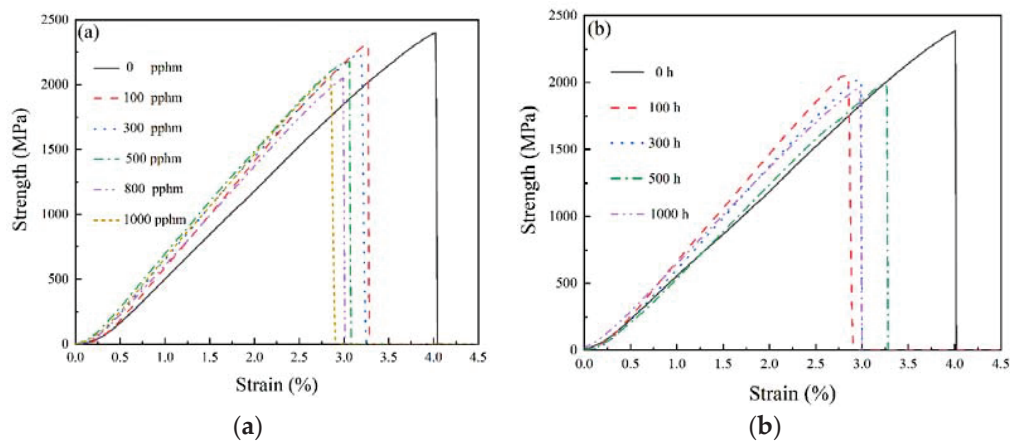 (a)
0 pphm
100 pphm
300 pphm
500 pphm
800 pphm
1000 pphm
Strength (MPa)
2500
2000
1500
1000
500
0
0.0 0.5 1.0 1.5 2.0 2.5 3.0 3.5 4.0 4.5
Strain (%)
(a)
(b)
0 h
100 h
300 h
500 h
1000 h
Strength (MPa)
2500
2000
1500
1000
500
0
0.0 0.5 1.0 1.5 2.0 2.5 3.0 3.5 4.0 4.5
Strain (%)
(b)